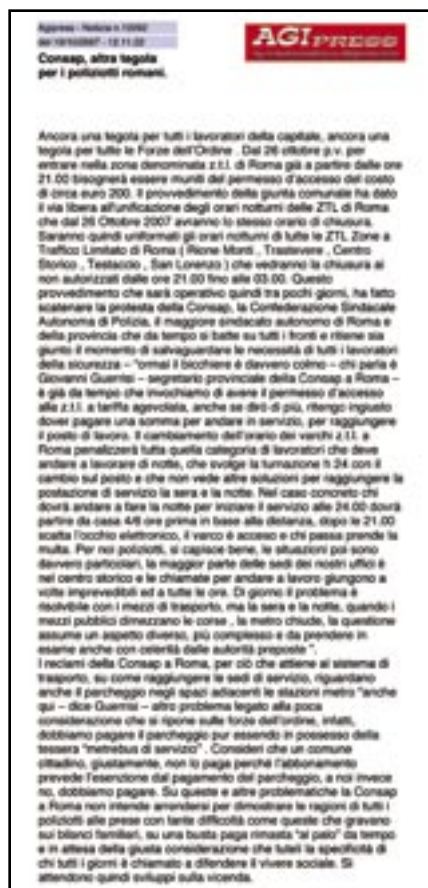 Agipress - Notizia n.
del - 12.11.22
AGIPRESS
Consap, altra tegola
per i poliziotti romani.
Ancora una tegola per tutti i lavoratori della capitale, ancora una
tegola per tutte le Forze dell'Ordine . Dal 26 ottobre p.v. per
entrare nella zona denominata z.t.l. di Roma già a partire dalle ore
21.00 bisognerà essere muniti del permesso d'accesso del costo
di circa euro 200. Il provvedimento della giunta comunale ha dato
il via libera all'unificazione degli orari notturni delle ZTL di Roma
che dal 26 Ottobre 2007 avranno lo stesso orario di chiusura.
Saranno quindi uniformati gli orari notturni di tutte le ZTL Zone a
Traffico Limitato di Roma ( Rione Monti , Trastevere , Centro
Storico , Testaccio , San Lorenzo ) che vedranno la chiusura ai
non autorizzati dalle ore 21.00 fino alle 03.00. Questo
provvedimento che sarà operativo quindi tra pochi giorni, ha fatto
scatenare la protesta della Consap, la Confederazione Sindacale
Autonoma di Polizia, il maggiore sindacato autonomo di Roma e
della provincia che da tempo si batte su tutti i fronti e ritiene sia
giunto il momento di salvaguardare le necessità di tutti i lavoratori
della sicurezza – "ormai il bicchiere è davvero colmo – chi parla è
Giovanni Guerrisi – segretario provinciale della Consap a Roma –
è già da tempo che invochiamo di avere il permesso d'accesso
alle z.t.l. a tariffa agevolata, anche se dirò di più, ritengo ingiusto
dover pagare una somma per andare in servizio, per raggiungere
il posto di lavoro. Il cambiamento dell'orario dei varchi z.t.l. a
Roma penalizzerà tutta quella categoria di lavoratori che deve
andare a lavorare di notte, che svolge la turnazione h 24 con il
cambio sul posto e che non vede altre soluzioni per raggiungere la
postazione di servizio la sera e la notte. Nel caso concreto chi
dovrà andare a fare la notte per iniziare il servizio alle 24.00 dovrà
partire da casa 4/6 ore prima in base alla distanza, dopo le 21.00
scatta l'occhio elettronico, il varco è acceso e chi passa prende la
multa. Per noi poliziotti, si capisce bene, le situazioni poi sono
davvero particolari, la maggior parte delle sedi dei nostri uffici è
nel centro storico e le chiamate per andare a lavoro giungono a
volte imprevedibili ed a tutte le ore. Di giorno il problema è
risolvibile con i mezzi di trasporto, ma la sera e la notte, quando i
mezzi pubblici dimezzano le corse , la metro chiude, la questione
assume un aspetto diverso, più complesso e da prendere in
esame anche con celerità dalle autorità preposte ".
I reclami della Consap a Roma, per ciò che attiene al sistema di
trasporto, su come raggiungere le sedi di servizio, riguardano
anche il parcheggio negli spazi adiacenti le stazioni metro "anche
qui – dice Guerrisi – altro problema legato alla poca
considerazione che si ripone sulle forze dell'ordine, infatti,
dobbiamo pagare il parcheggio pur essendo in possesso della
tessera "metrebus di servizio" . Consideri che un comune
cittadino, giustamente, non lo paga perché l'abbonamento
prevede l'esenzione dal pagamento del parcheggio, a noi invece
no, dobbiamo pagare. Su queste e altre problematiche la Consap
a Roma non intende arrendersi per dimostrare le ragioni di tutti i
poliziotti alle prese con tante difficoltà come queste che gravano
sui bilanci familiari, su una busta paga rimasta "al palo" da tempo
e in attesa della giusta considerazione che tuteli la specificità di
chi tutti i giorni è chiamato a difendere il vivere sociale. Si
attendono quindi sviluppi sulla vicenda.